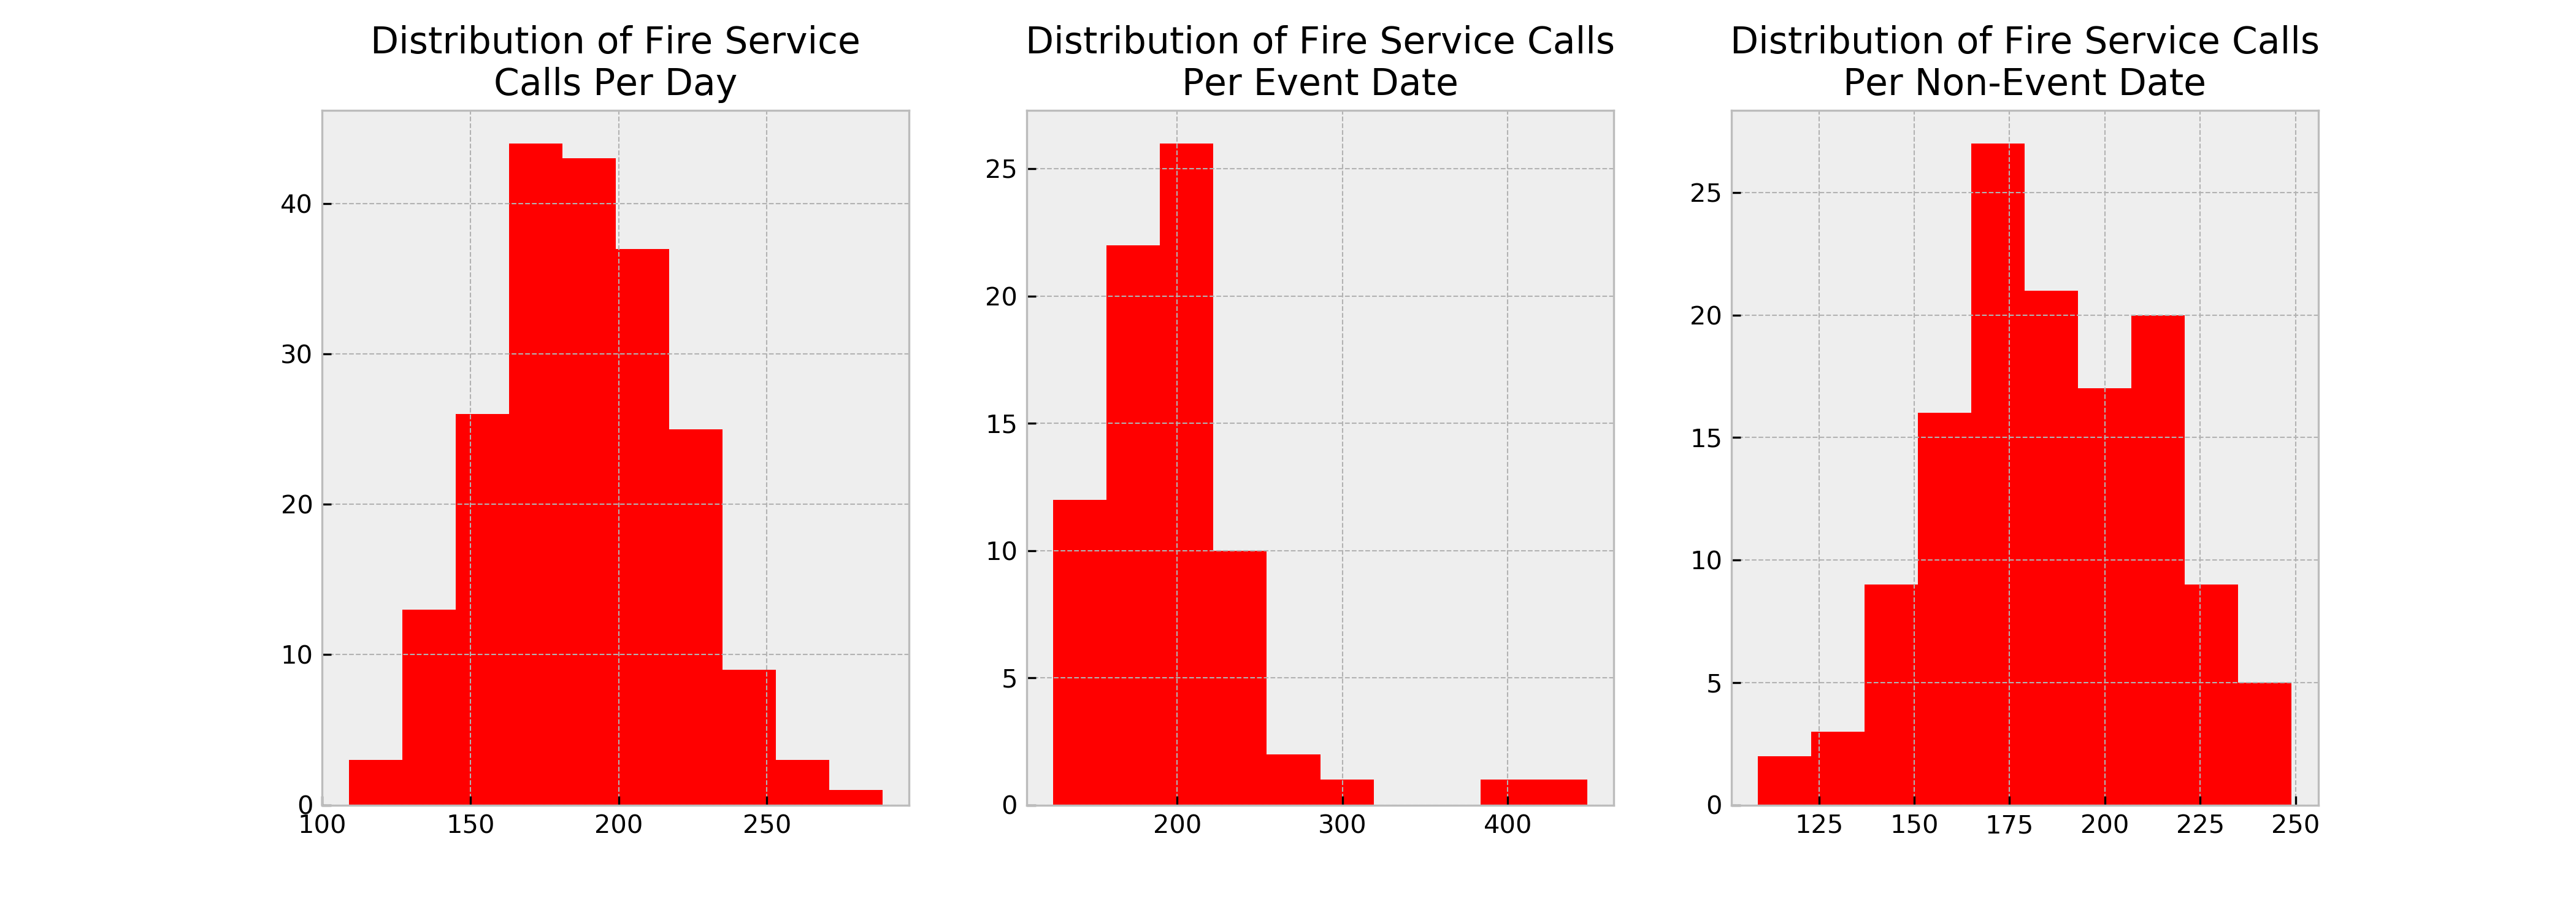 Distribution of Fire Service
Calls Per Day
40
30
20
10
0
100 150 200 250
Distribution of Fire Service Calls
Per Event Date
25
20
15
10
5
0
200 300 400
Distribution of Fire Service Calls
Per Non-Event Date
25
20
15
10
5
0
125 150 175 200 225 250